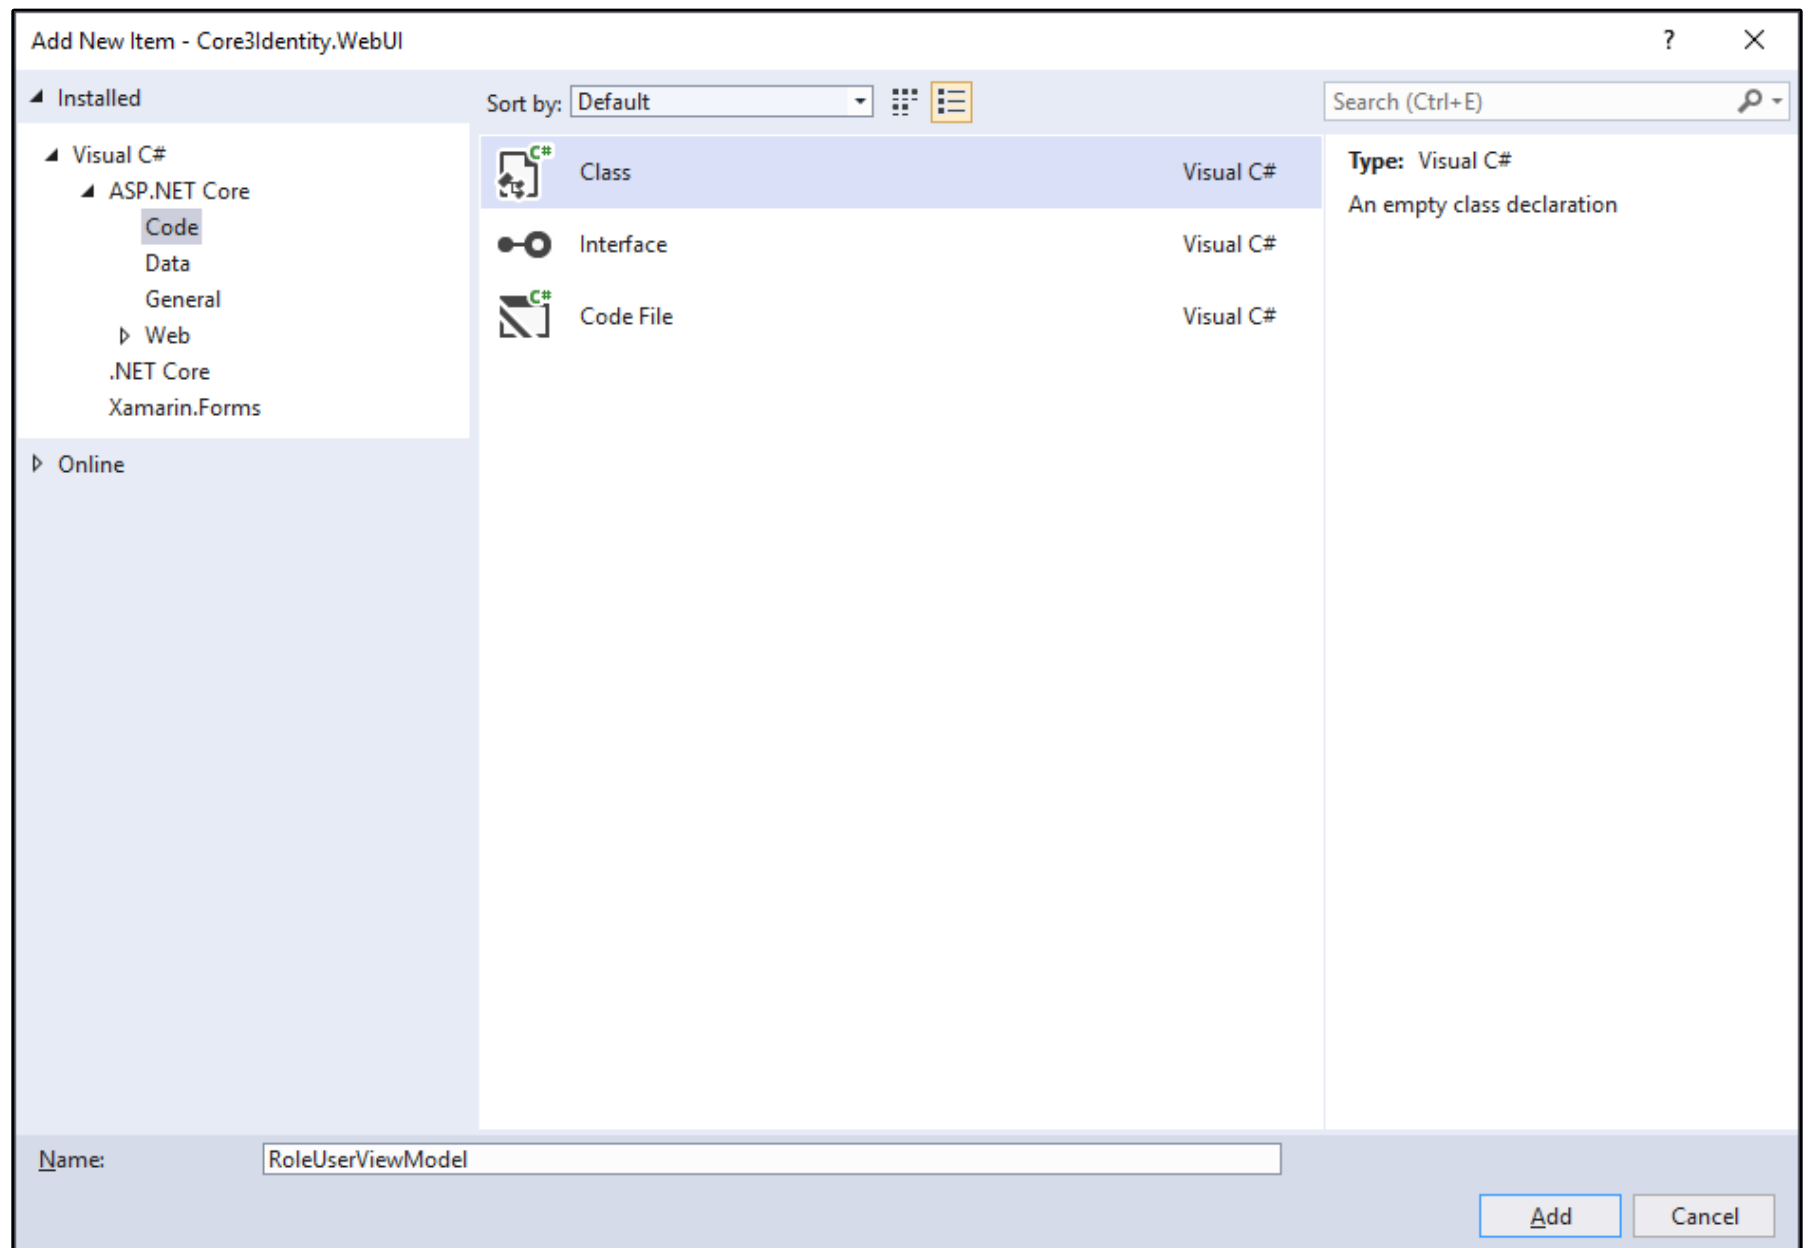 Add New Item - Core3Identity.WebUI
?
Installed
Sort by: Default
Search (Ctrl+E)
Visual C#
ASP.NET Core
Code
Data
General
Web
.NET Core
Xamarin.Forms
Online
C#
Class Visual C#
Interface Visual C#
C#
Code File Visual C#
Type: Visual C#
An empty class declaration
Name: RoleUserViewModel
Add Cancel